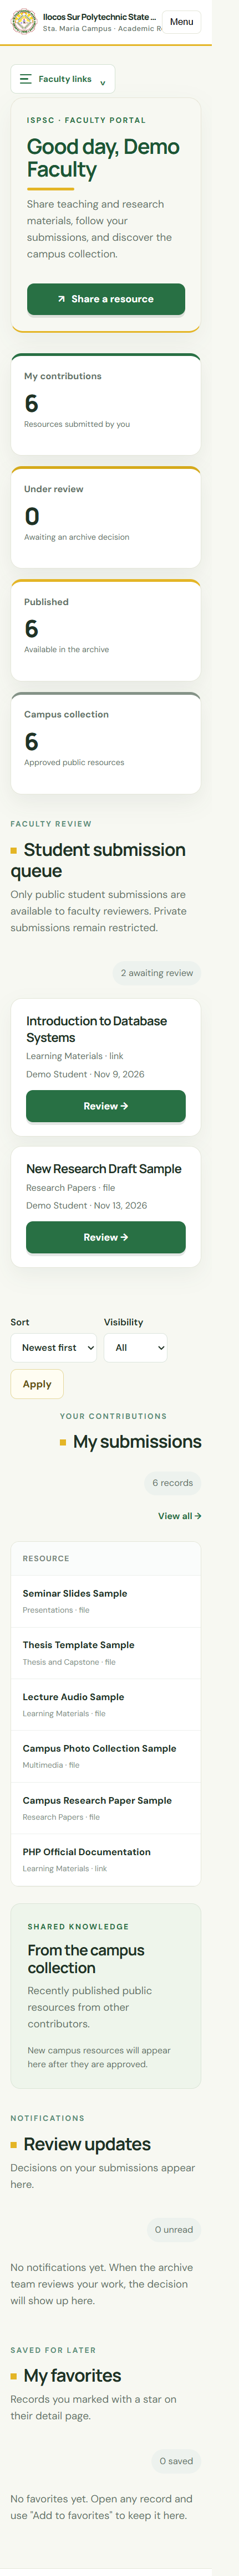 Ilocos Sur Polytechnic State ...
Menu
Sta. Maria Campus · Academic R
Faculty links
ISPSC · FACULTY PORTAL
Good day, Demo
Faculty
Share teaching and research
materials, follow your
submissions, and discover the
campus collection.
Share a resource
My contributions
6
Resources submitted by you
Under review
0
Awaiting an archive decision
Published
6
Available in the archive
Campus collection
6
Approved public resources
FACULTY REVIEW
Student submission
queue
Only public student submissions are
available to faculty reviewers. Private
submissions remain restricted.
2 awaiting review
Introduction to Database
Systems
Learning Materials · link
Demo Student · Nov 9, 2026
Review →
New Research Draft Sample
Research Papers · file
Demo Student · Nov 13, 2026
Review →
Sort
Visibility
Newest first
All
Apply
YOUR CONTRIBUTIONS
My submissions
6 records
View all →
RESOURCE
Seminar Slides Sample
Presentations · file
Thesis Template Sample
Thesis and Capstone · file
Lecture Audio Sample
Learning Materials · file
Campus Photo Collection Sample
Multimedia · file
Campus Research Paper Sample
Research Papers · file
PHP Official Documentation
Learning Materials · link
SHARED KNOWLEDGE
From the campus
collection
Recently published public
resources from other
contributors.
New campus resources will appear
here after they are approved.
NOTIFICATIONS
Review updates
Decisions on your submissions appear
here.
0 unread
No notifications yet. When the archive
team reviews your work, the decision
will show up here.
SAVED FOR LATER
My favorites
Records you marked with a star on
their detail page.
0 saved
No favorites yet. Open any record and
use "Add to favorites" to keep it here.